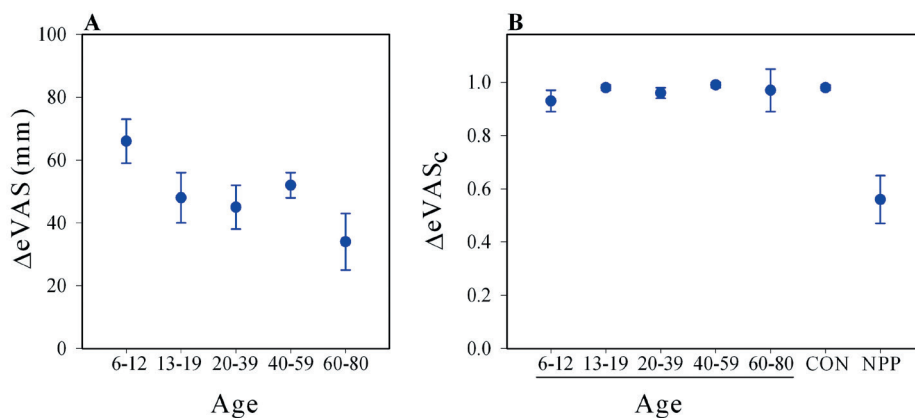 A
100
80
60
40
20
0
ΔeVAS (mm)
6-12 13-19 20-39 40-59 60-80
Age
B
1.0
0.8
0.6
0.4
0.2
0.0
ΔeVASc
6-12 13-19 20-39 40-59 60-80 CON NPP
Age